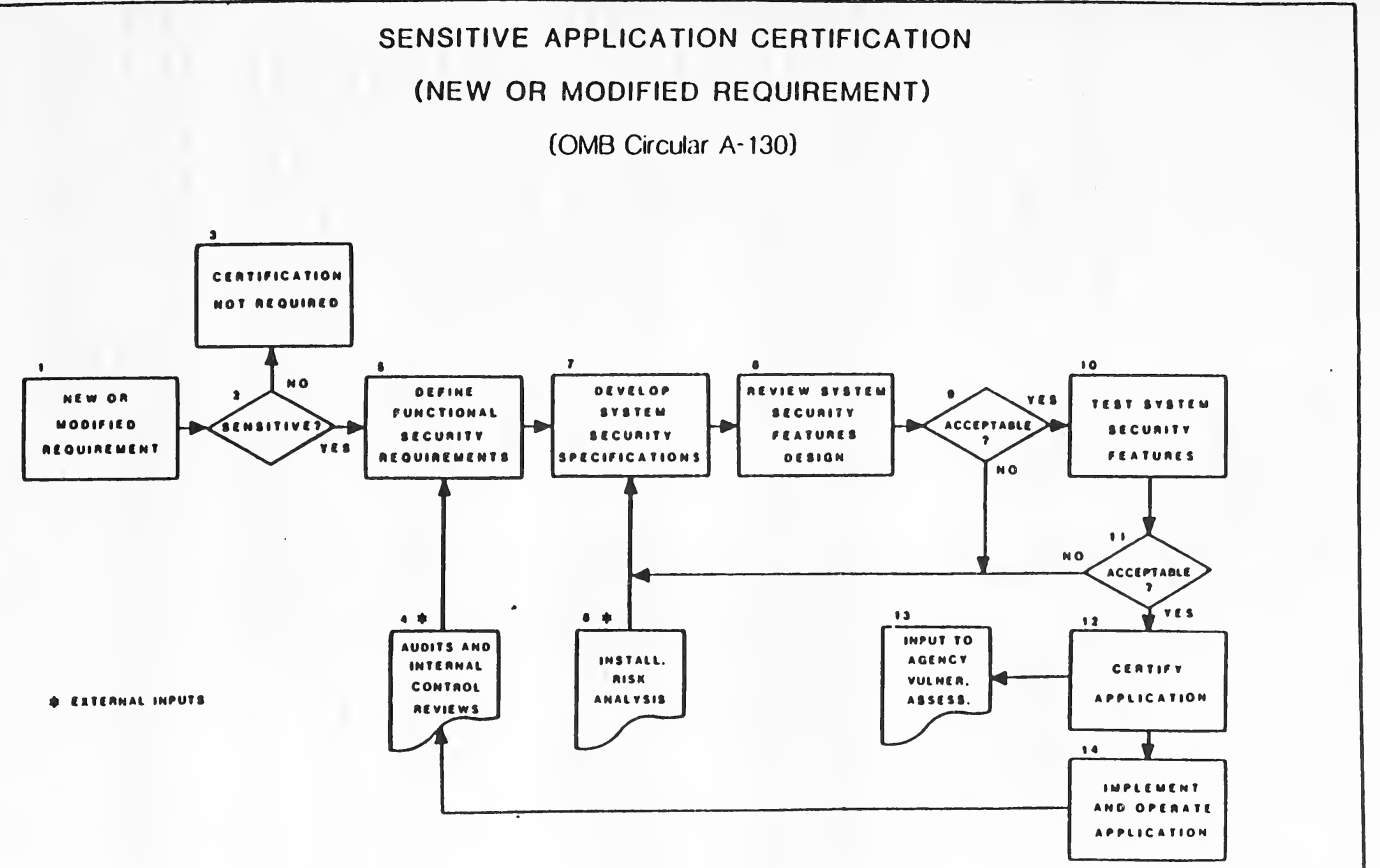 SENSITIVE APPLICATION CERTIFICATION
(NEW OR MODIFIED REQUIREMENT)
(OMB Circular A-130)
3
CERTIFICATION
NOT REQUIRED
1
NEW OR
MODIFIED
REQUIREMENT
2
SENSITIVE?
NO
YES
5
DEFINE
FUNCTIONAL
SECURITY
REQUIREMENTS
7
DEVELOP
SYSTEM
SECURITY
SPECIFICATIONS
8
REVIEW SYSTEM
SECURITY
FEATURES
DESIGN
9
ACCEPTABLE
?
YES
NO
10
TEST SYSTEM
SECURITY
FEATURES
11
ACCEPTABLE
?
NO
YES
4 *
AUDITS AND
INTERNAL
CONTROL
REVIEWS
6 *
INSTALL.
RISK
ANALYSIS
13
INPUT TO
AGENCY
VULNER.
ASSESS.
12
CERTIFY
APPLICATION
* EXTERNAL INPUTS
14
IMPLEMENT
AND OPERATE
APPLICATION